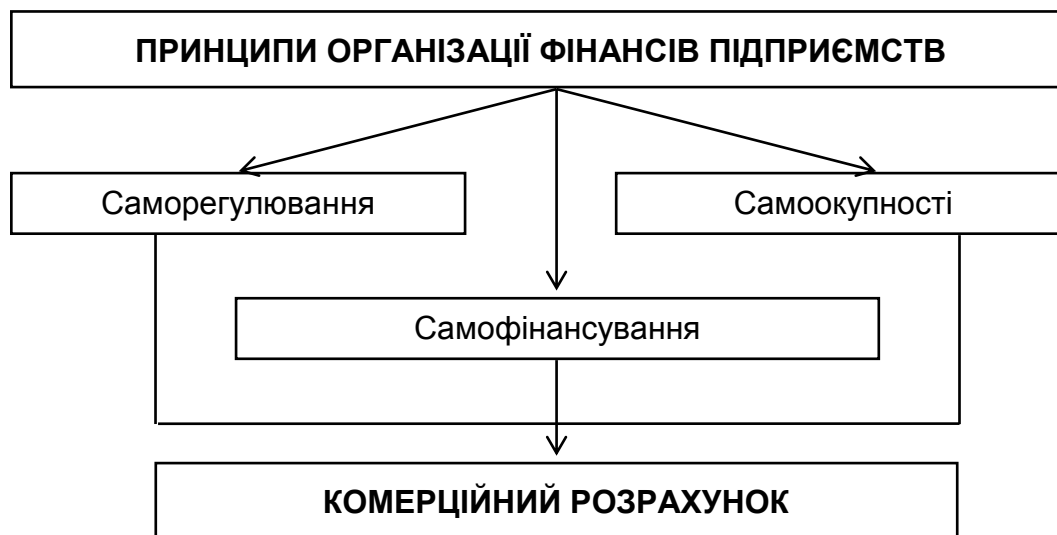 ПРИНЦИПИ ОРГАНІЗАЦІЇ ФІНАНСІВ ПІДПРИЄМСТВ
Саморегулювання
Самоокупності
Самофінансування
КОМЕРЦІЙНИЙ РОЗРАХУНОК